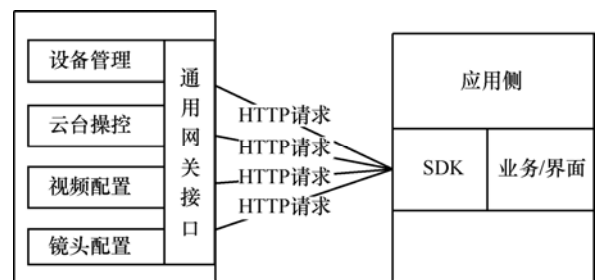 设备管理
云台操控
视频配置
镜头配置
通用网关接口
HTTP请求
HTTP请求
HTTP请求
HTTP请求
应用侧
SDK
业务/界面